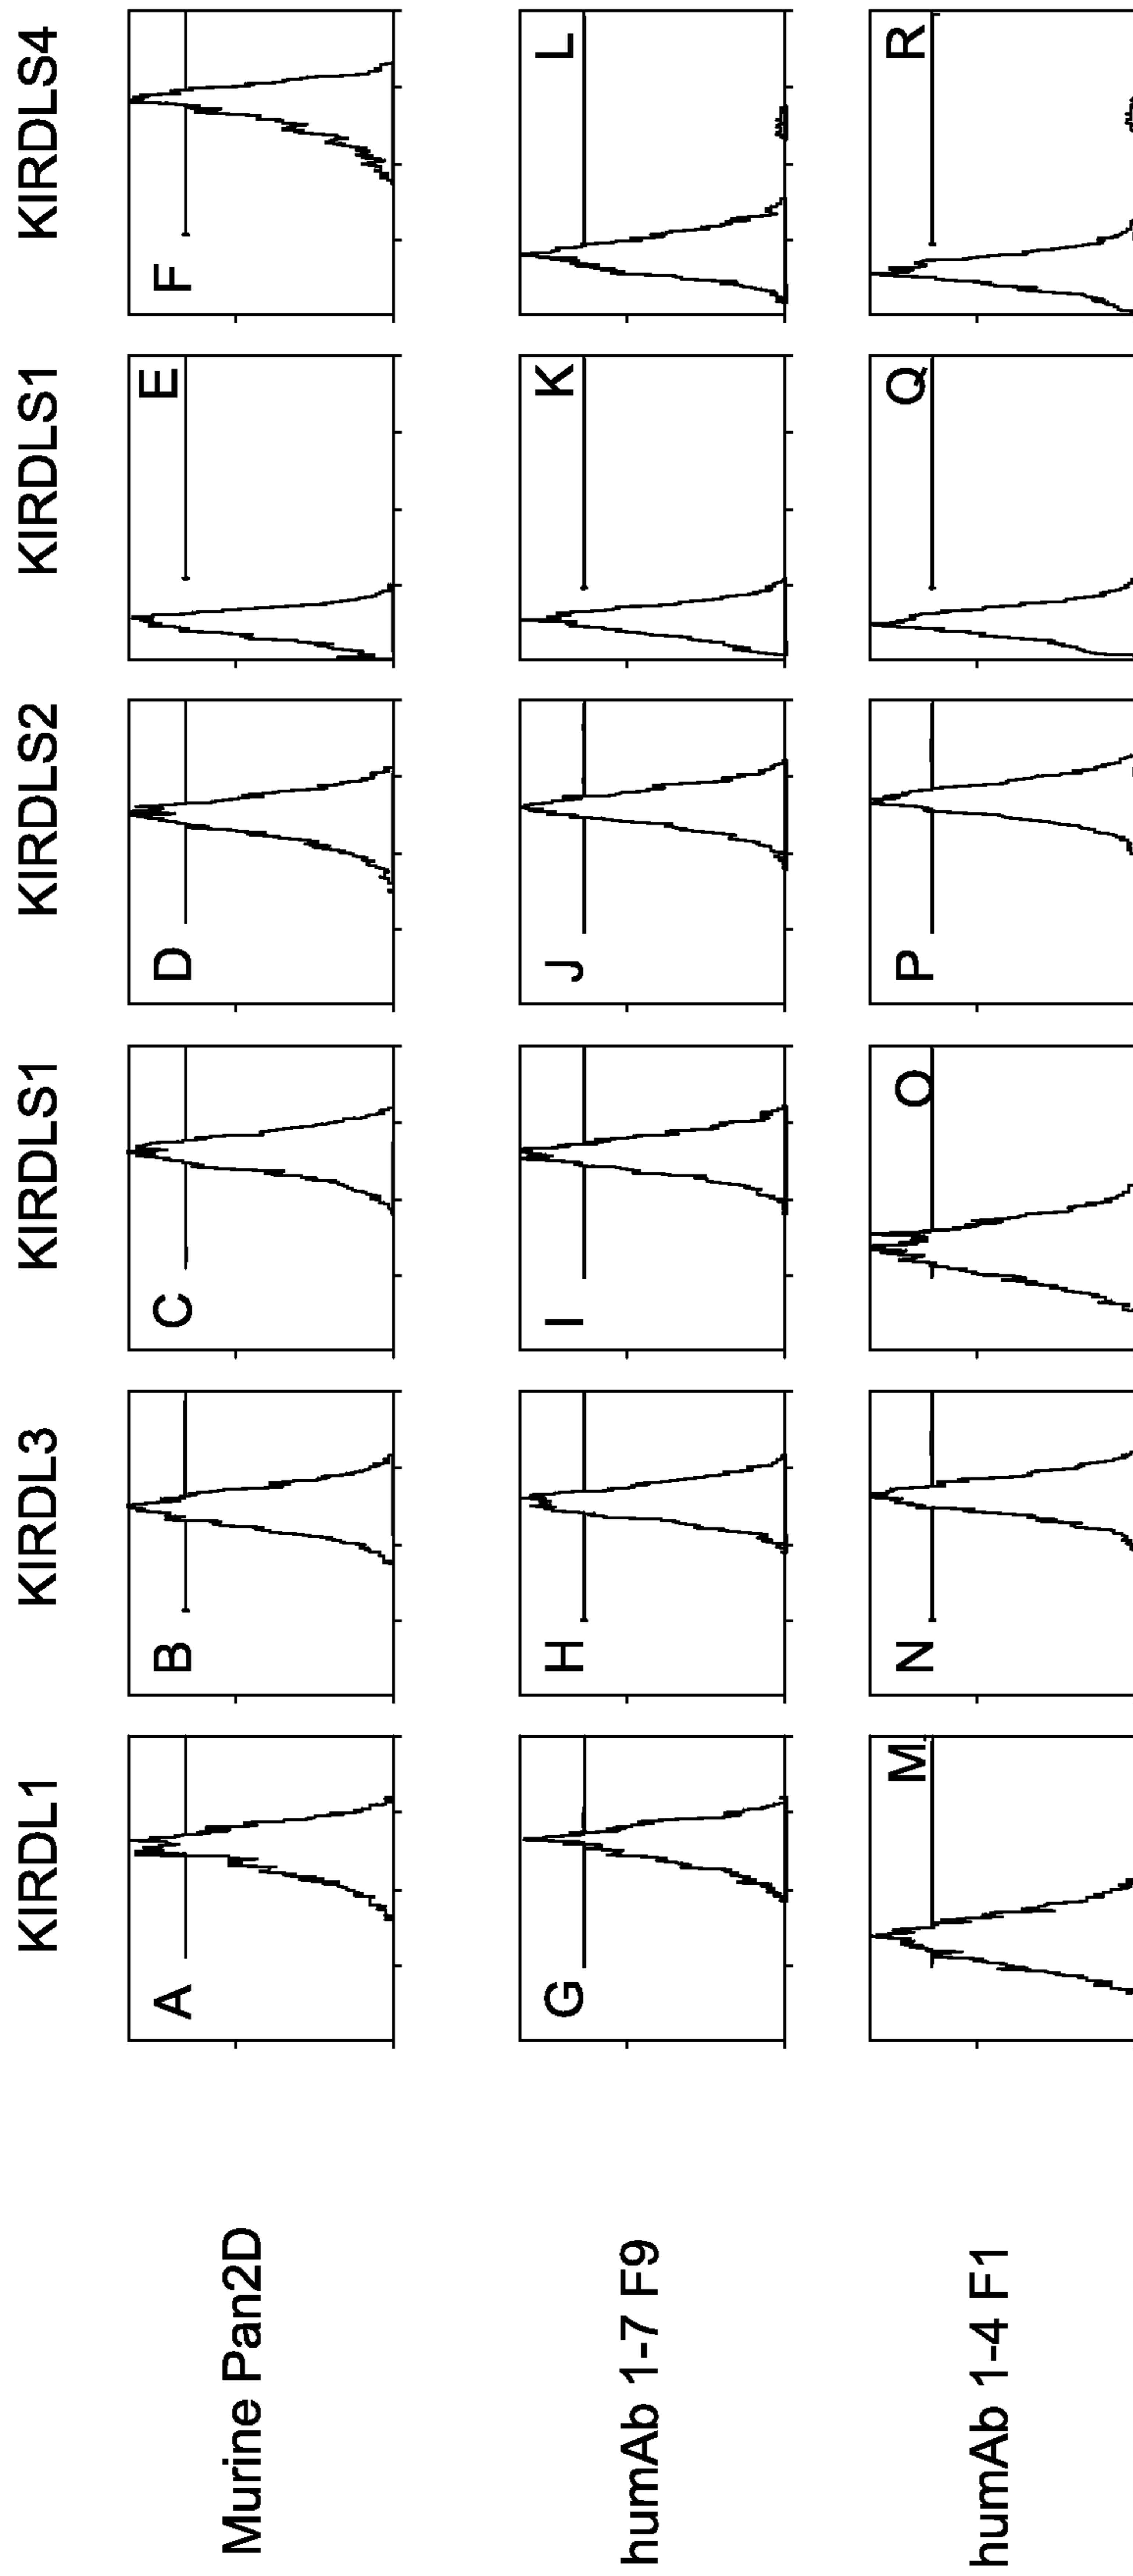 KIRDL1 KIRDL3 KIRDLS1 KIRDLS2 KIRDLS1 KIRDLS4
Murine Pan2D
A B C D E F
humAb 1-7 F9
G H I J K L
humAb 1-4 F1
M N O P Q R